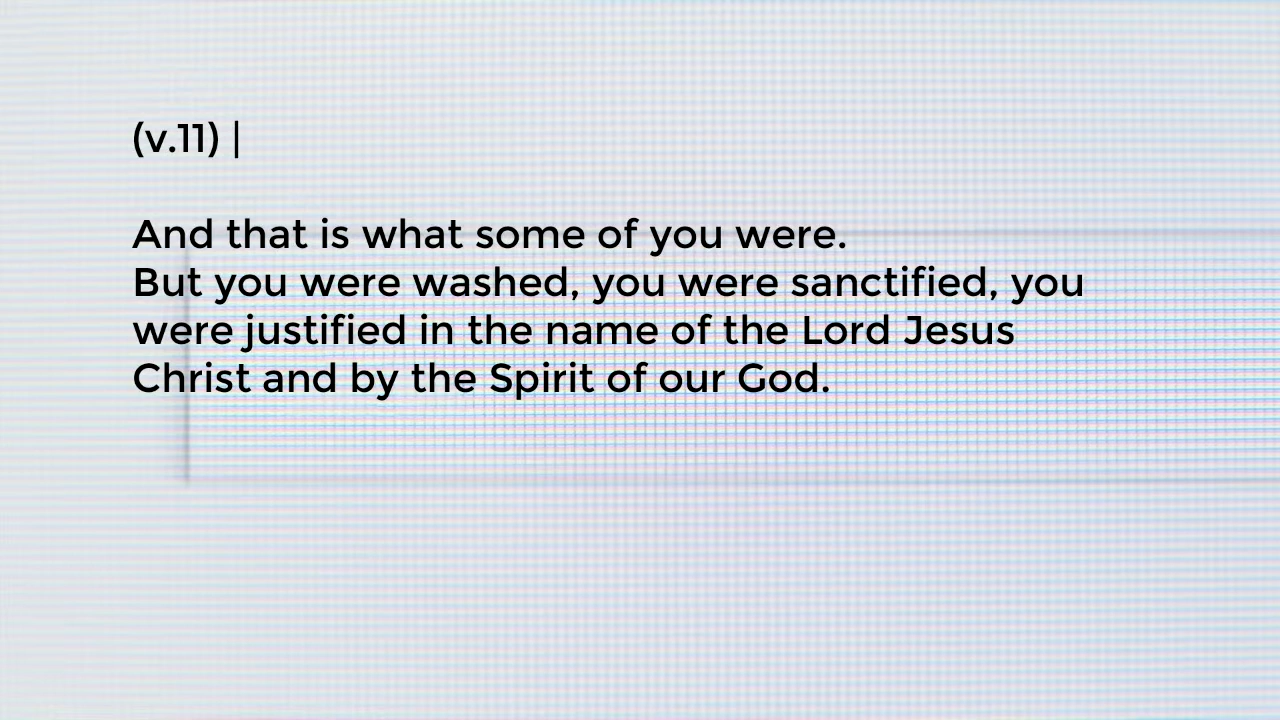 (v.11) |
And that is what some of you were.
But you were washed, you were sanctified, you
were justified in the name of the Lord Jesus
Christ and by the Spirit of our God.